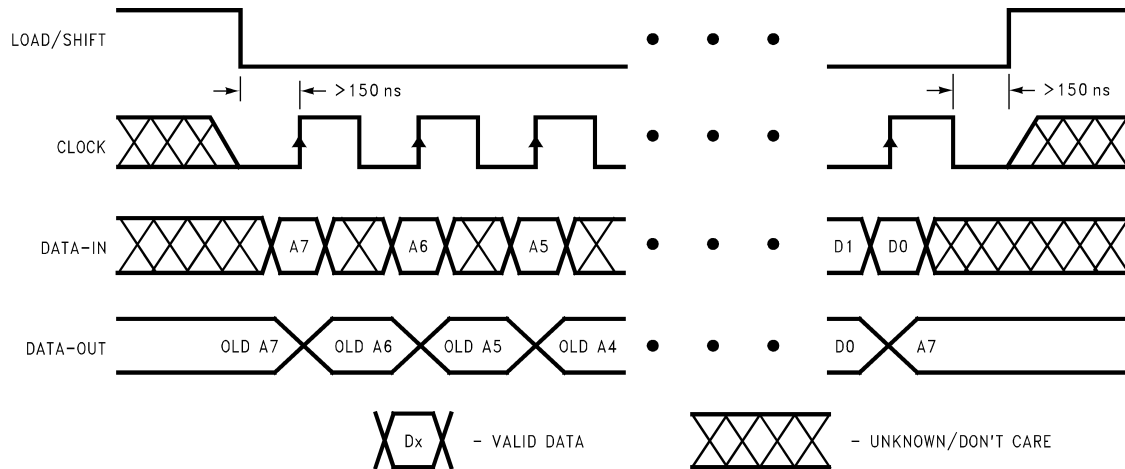 LOAD/SHIFT
>150 ns
>150 ns
CLOCK
DATA-IN
A7
A6
A5
D1
D0
DATA-OUT
OLD A7
OLD A6
OLD A5
OLD A4
D0
A7
Dx
- VALID DATA
- UNKNOWN/DON'T CARE